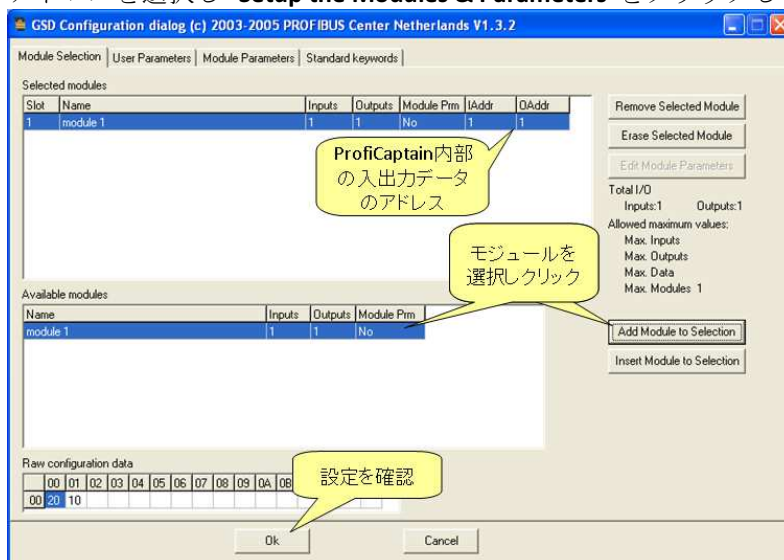 "Setup the Modules & Parameters"
GSD Configuration dialog (c) 2003-2005 PROFIBUS Center Netherlands V1.3.2
Module Selection User Parameters Module Parameters Standard keywords
Selected modules
Slot Name Inputs Outputs Module Prm IAddr OAddr
1 module 1 1 1 No 1 1
ProfiCaptain内部
の入出力データ
のアドレス
Remove Selected Module
Erase Selected Module
Edit Module Parameters
Total I/O
Inputs:1 Outputs:1
Allowed maximum values:
Max. Inputs
Max. Outputs
Max. Data
Max. Modules 1
モジュールを
選択しクリック
Available modules
Name Inputs Outputs Module Prm
module 1 1 1 No
Add Module to Selection
Insert Module to Selection
Raw configuration data
00 01 02 03 04 05 06 07 08 09 0A 0B
00 20 10
設定を確認
Ok Cancel